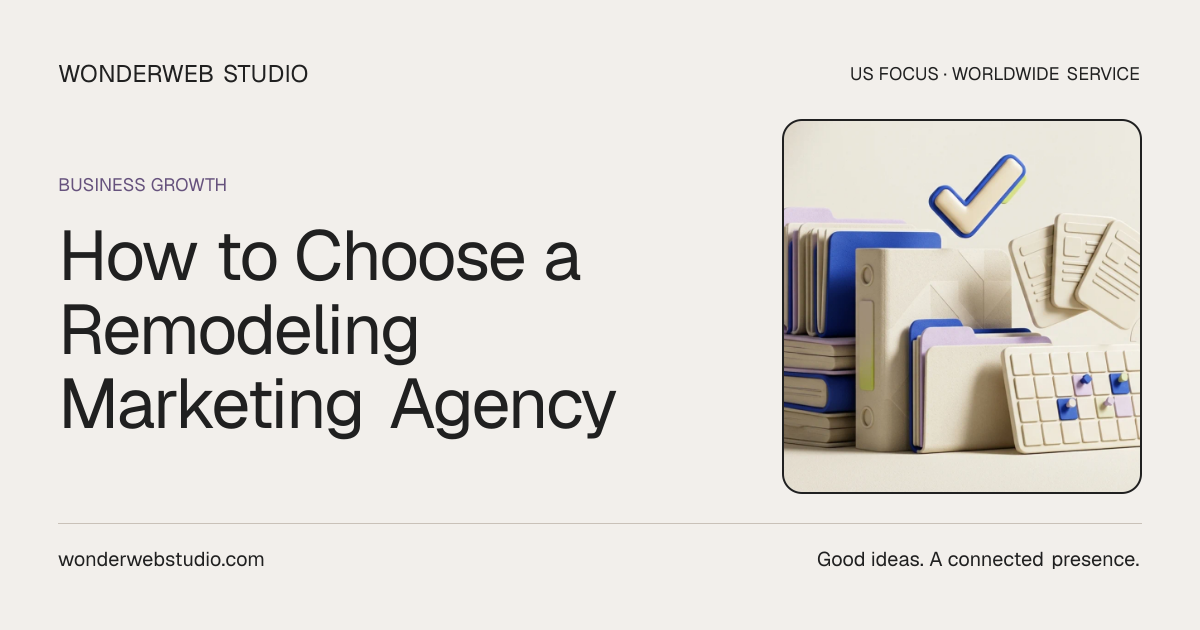 WONDERWEB STUDIO
US FOCUS · WORLDWIDE SERVICE
BUSINESS GROWTH
How to Choose a
Remodeling
Marketing Agency
wonderwebstudio.com
Good ideas. A connected presence.